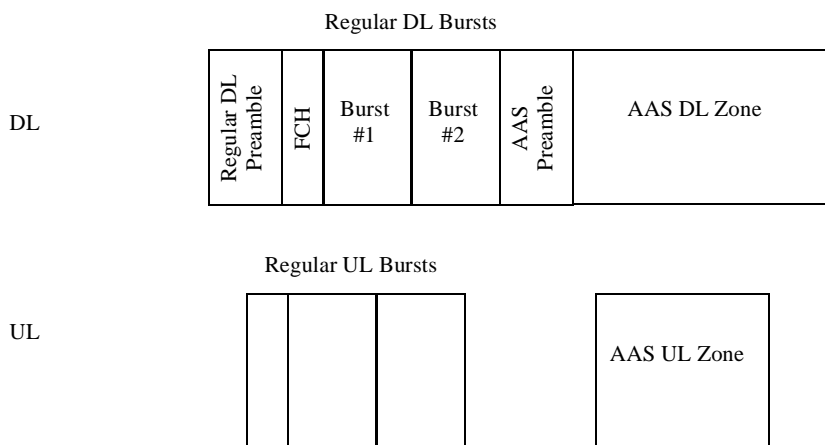 Regular DL Bursts
DL
Regular DL
Preamble
FCH
Burst
#1
Burst
#2
AAS
Preamble
AAS DL Zone
Regular UL Bursts
UL
AAS UL Zone